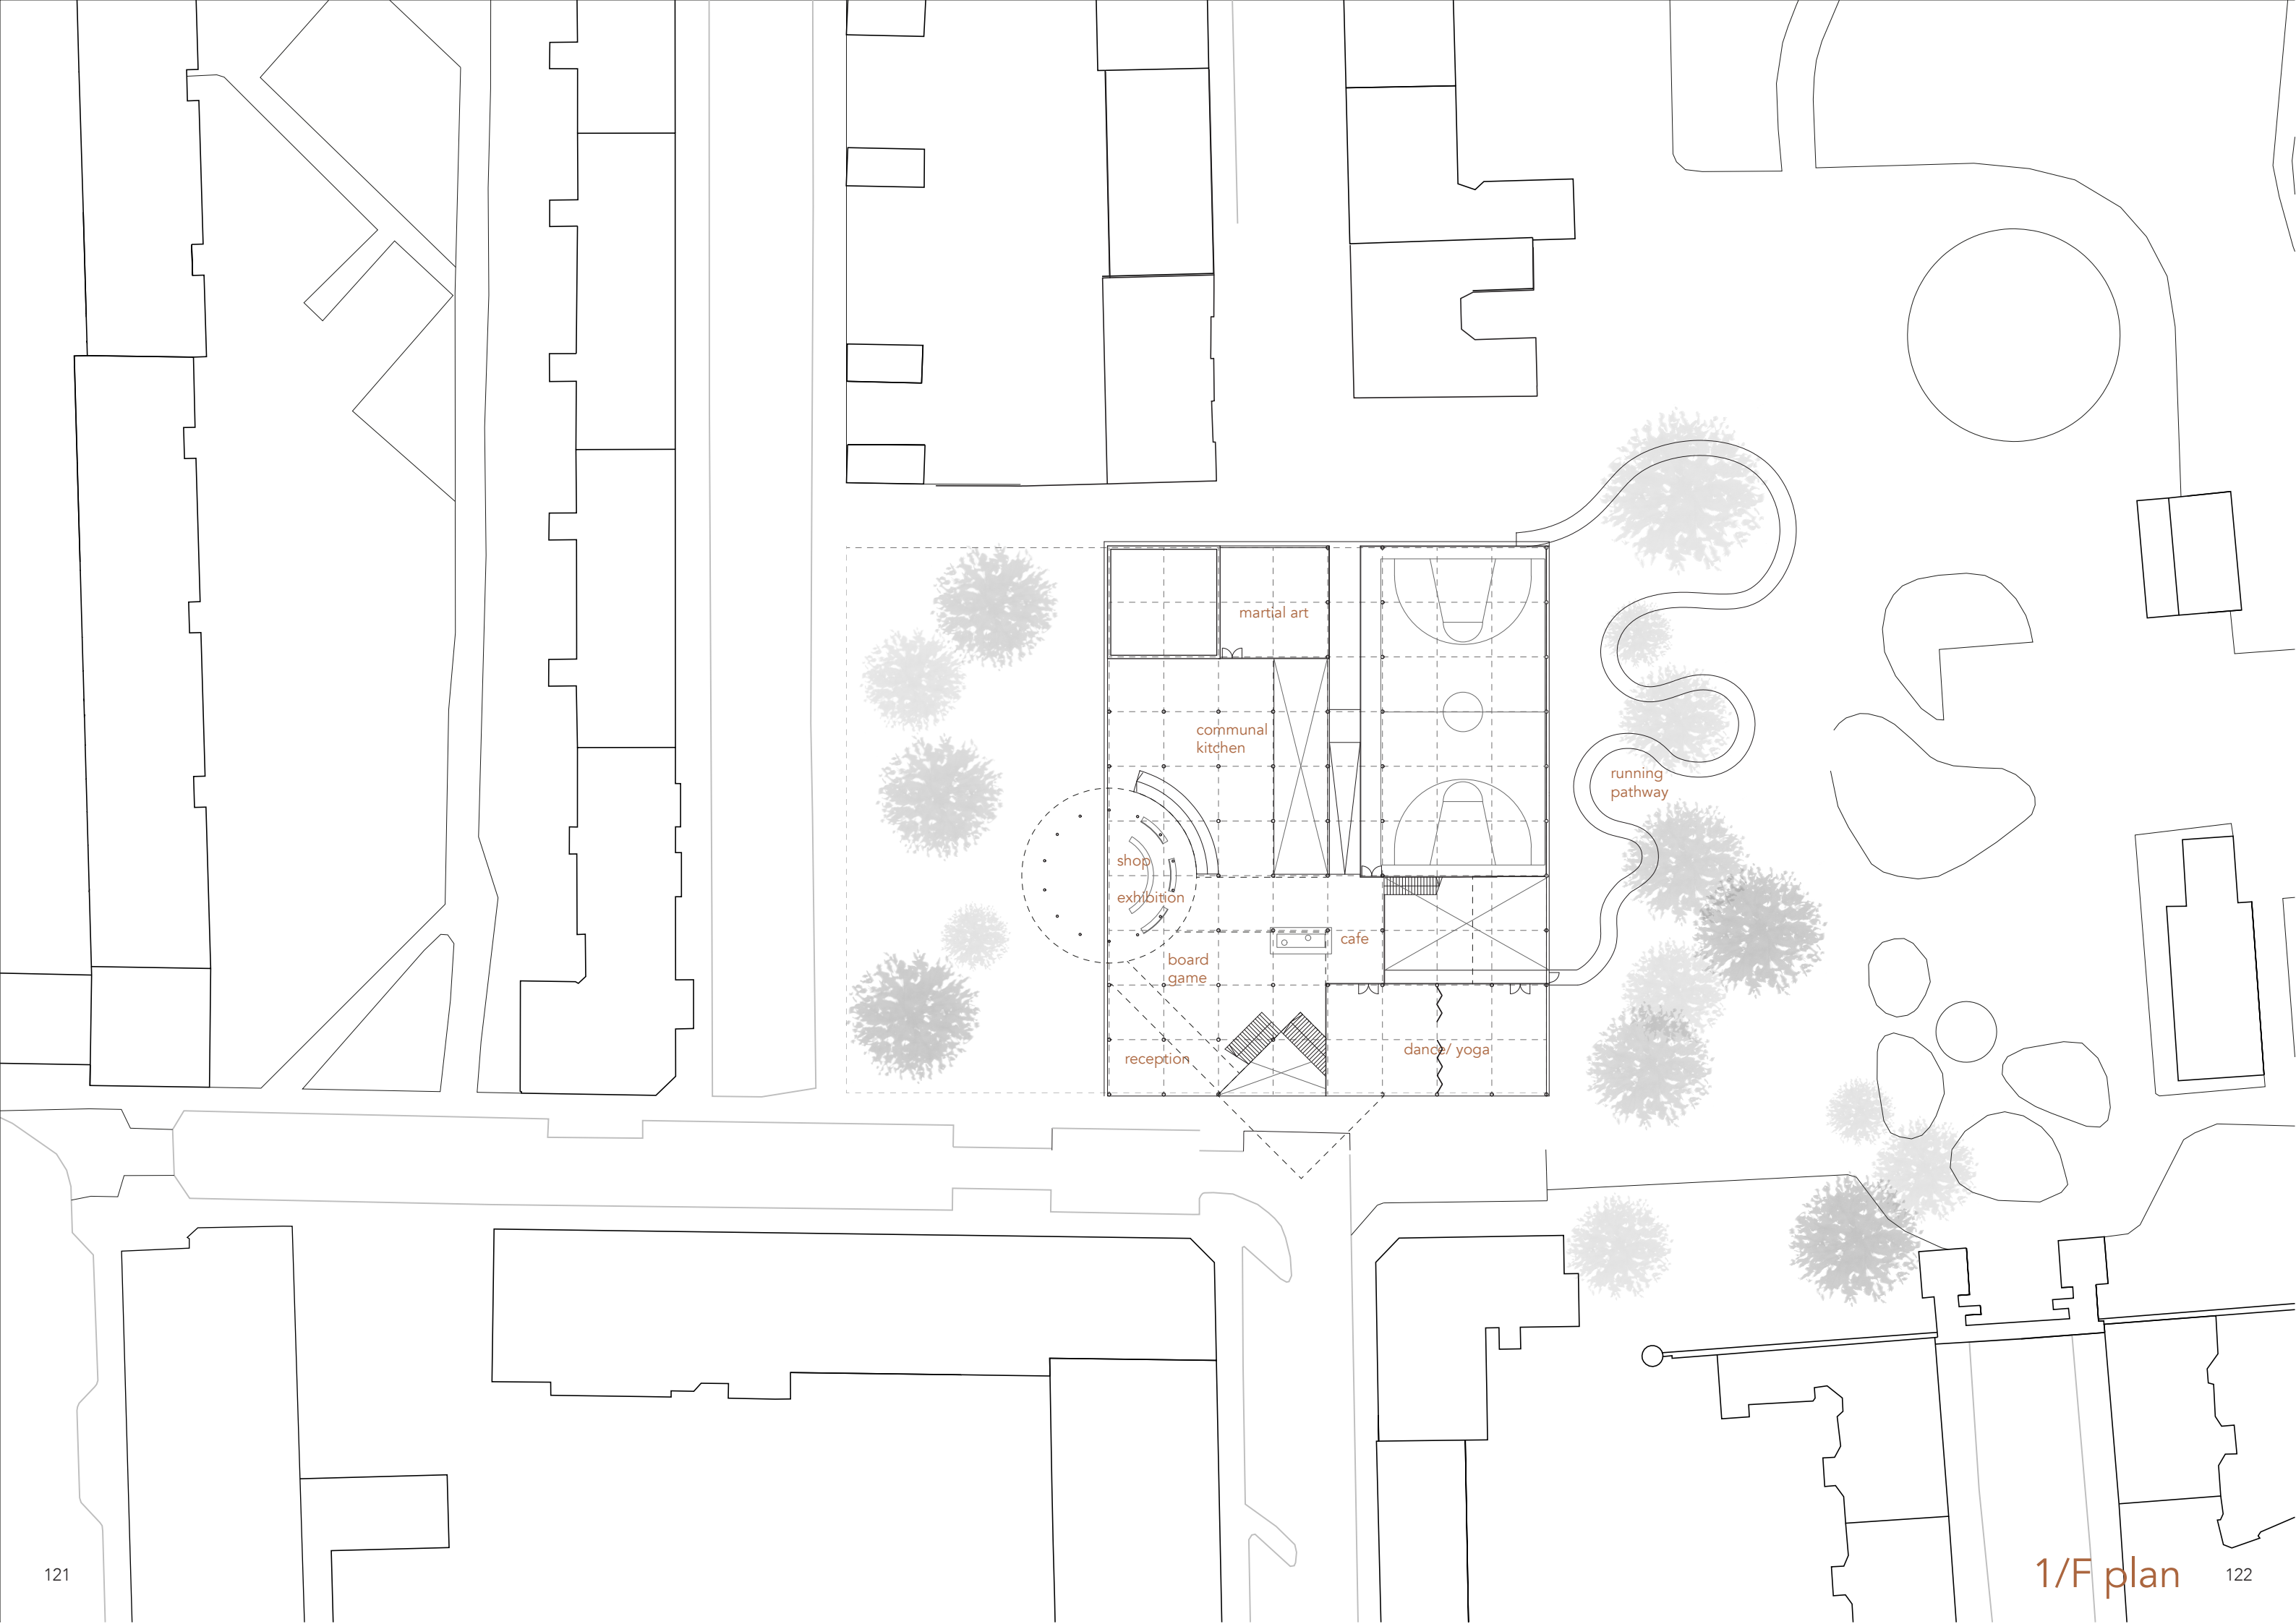 martial art
communal
kitchen
running
pathway
shop
exhibition
cafe
board
game
reception
dance/ yoga
121
1/F plan
122